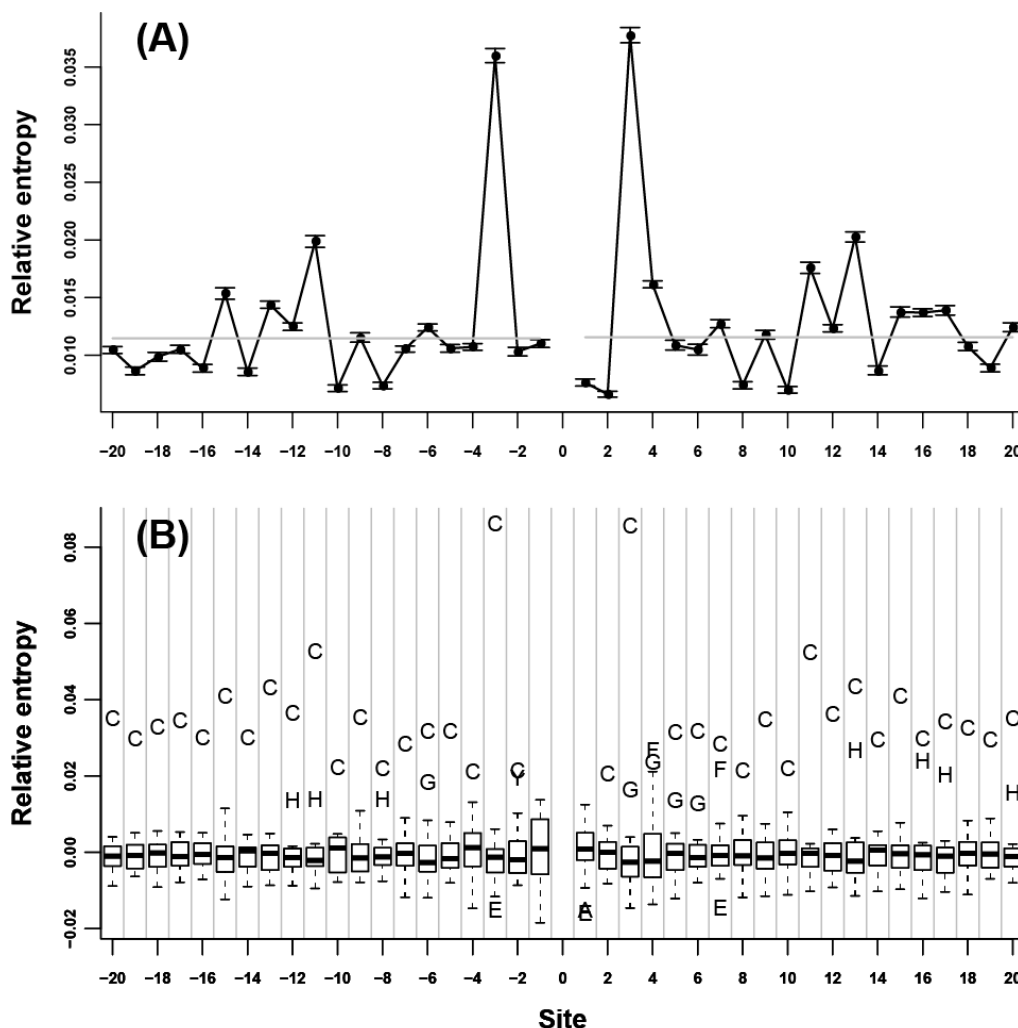 (A)
Relative entropy
0.035
0.030
0.025
0.020
0.015
0.010
−20 −18 −16 −14 −12 −10 −8 −6 −4 −2 0 2 4 6 8 10 12 14 16 18 20
(B)
Relative entropy
0.08
0.06
0.04
0.02
0.00
−0.02
C C
C C
C C C C C C
C C C C C C C C C C C C C C C C C C C C C C C C C C C
H H H G Y G F G G G F H H H H
E A E E
−20 −18 −16 −14 −12 −10 −8 −6 −4 −2 0 2 4 6 8 10 12 14 16 18 20
Site